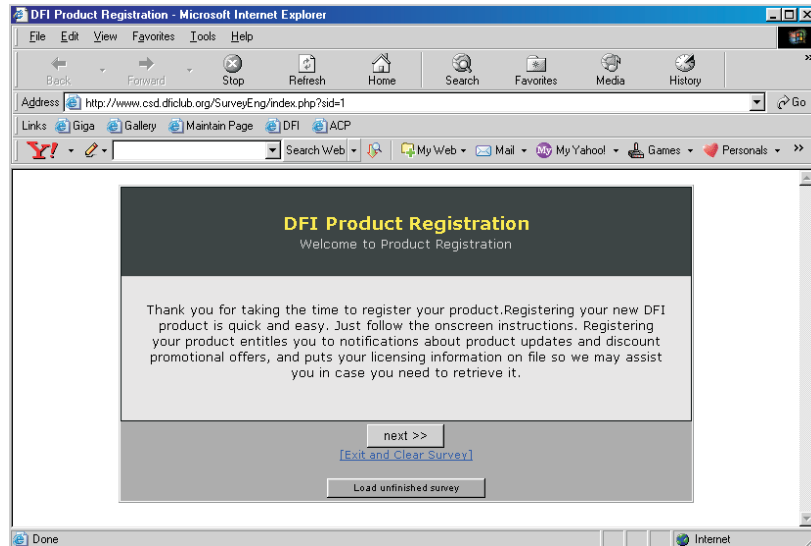 DFI Product Registration - Microsoft Internet Explorer
File Edit View Favorites Tools Help
Back Forward Stop Refresh Home Search Favorites Media History »
Address http://www.csd.dficlub.org/SurveyEng/index.php?sid=1 Go
Links Giga Gallery Maintain Page DFI ACP
Y! Search Web My Web Mail My My Yahoo! Games Personals »
DFI Product Registration
Welcome to Product Registration
Thank you for taking the time to register your product.Registering your new DFI
product is quick and easy. Just follow the onscreen instructions. Registering
your product entitles you to notifications about product updates and discount
promotional offers, and puts your licensing information on file so we may assist
you in case you need to retrieve it.
next >>
[Exit and Clear Survey]
Load unfinished survey
Done Internet